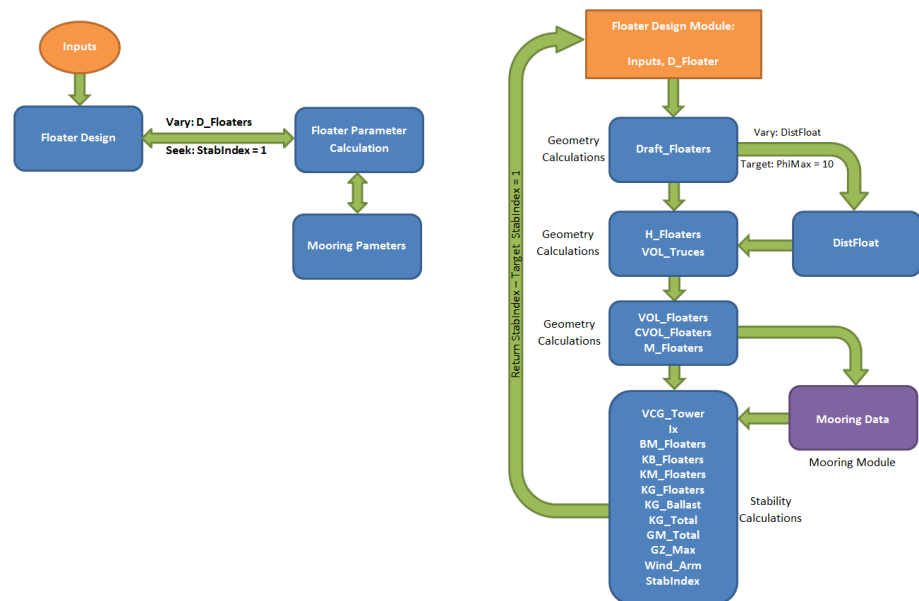 Inputs
Floater Design
Vary: D_Floaters
Seek: StabIndex = 1
Floater Parameter
Calculation
Mooring Pameters
Floater Design Module:
Inputs, D_Floater
Geometry
Calculations
Draft_Floaters
Vary: DistFloat
Target: PhiMax = 10
Geometry
Calculations
H_Floaters
VOL_Truces
DistFloat
Geometry
Calculations
VOL_Floaters
CVOL_Floaters
M_Floaters
Mooring Data
Mooring Module
VCG_Tower
Ix
BM_Floaters
KB_Floaters
KM_Floaters
KG_Floaters
KG_Ballast
KG_Total
GM_Total
GZ_Max
Wind_Arm
StabIndex
Stability
Calculations
Return StabIndex – Target StabIndex = 1